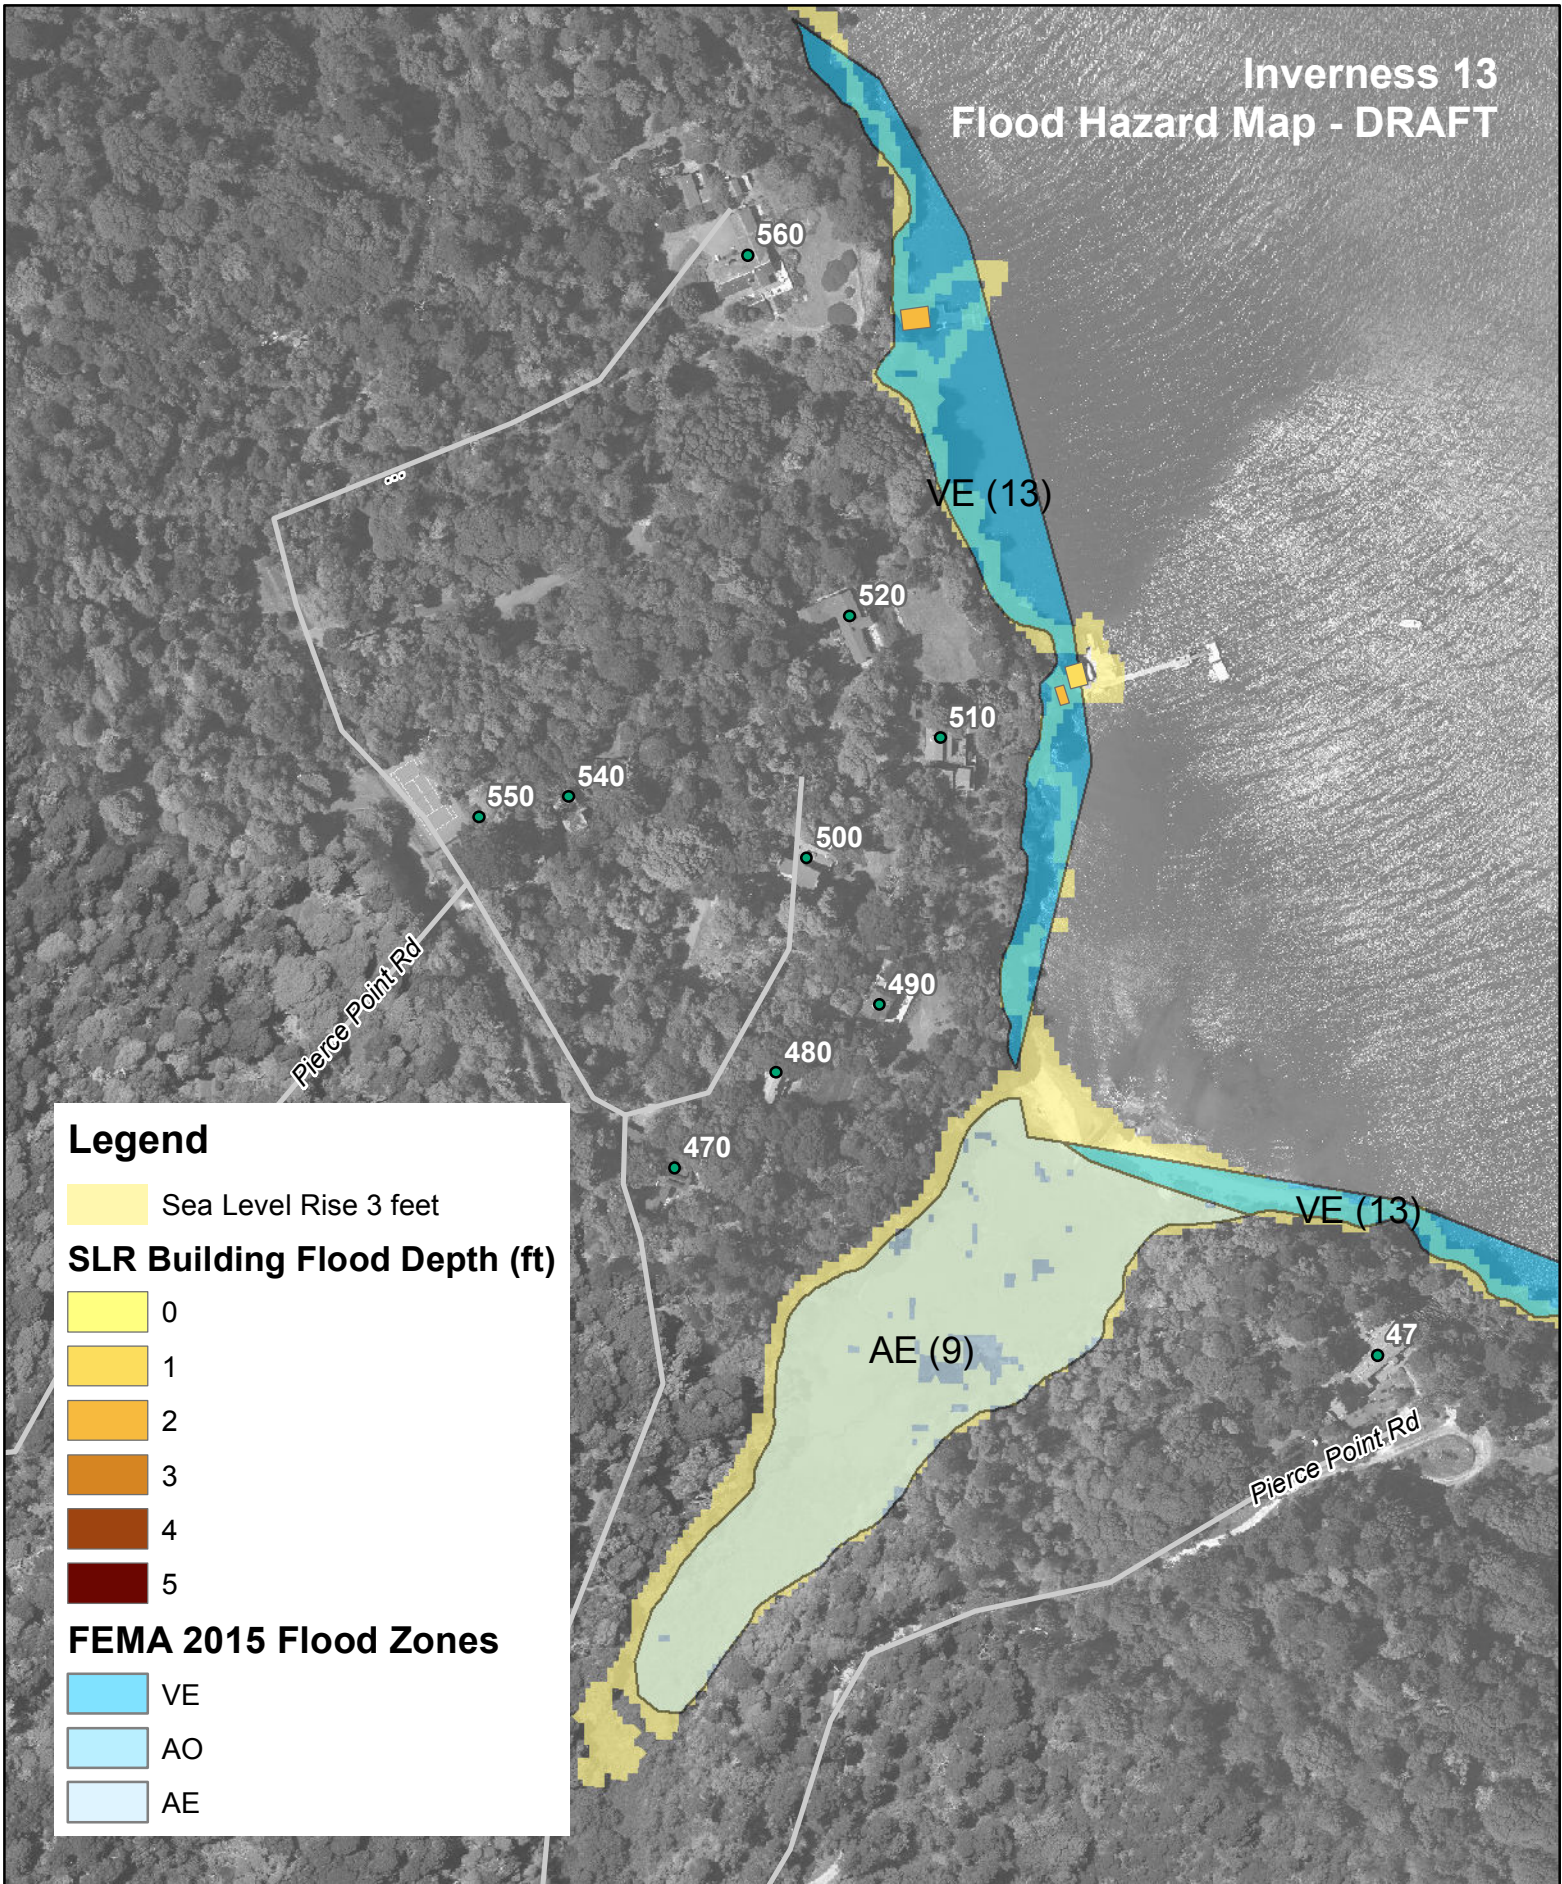 Inverness 13
Flood Hazard Map - DRAFT
560
VE (13)
520
510
540
550
500
Pierce Point Rd
490
480
470
VE (13)
AE (9)
47
Pierce Point Rd
Legend
Sea Level Rise 3 feet
SLR Building Flood Depth (ft)
0
1
2
3
4
5
FEMA 2015 Flood Zones
VE
AO
AE